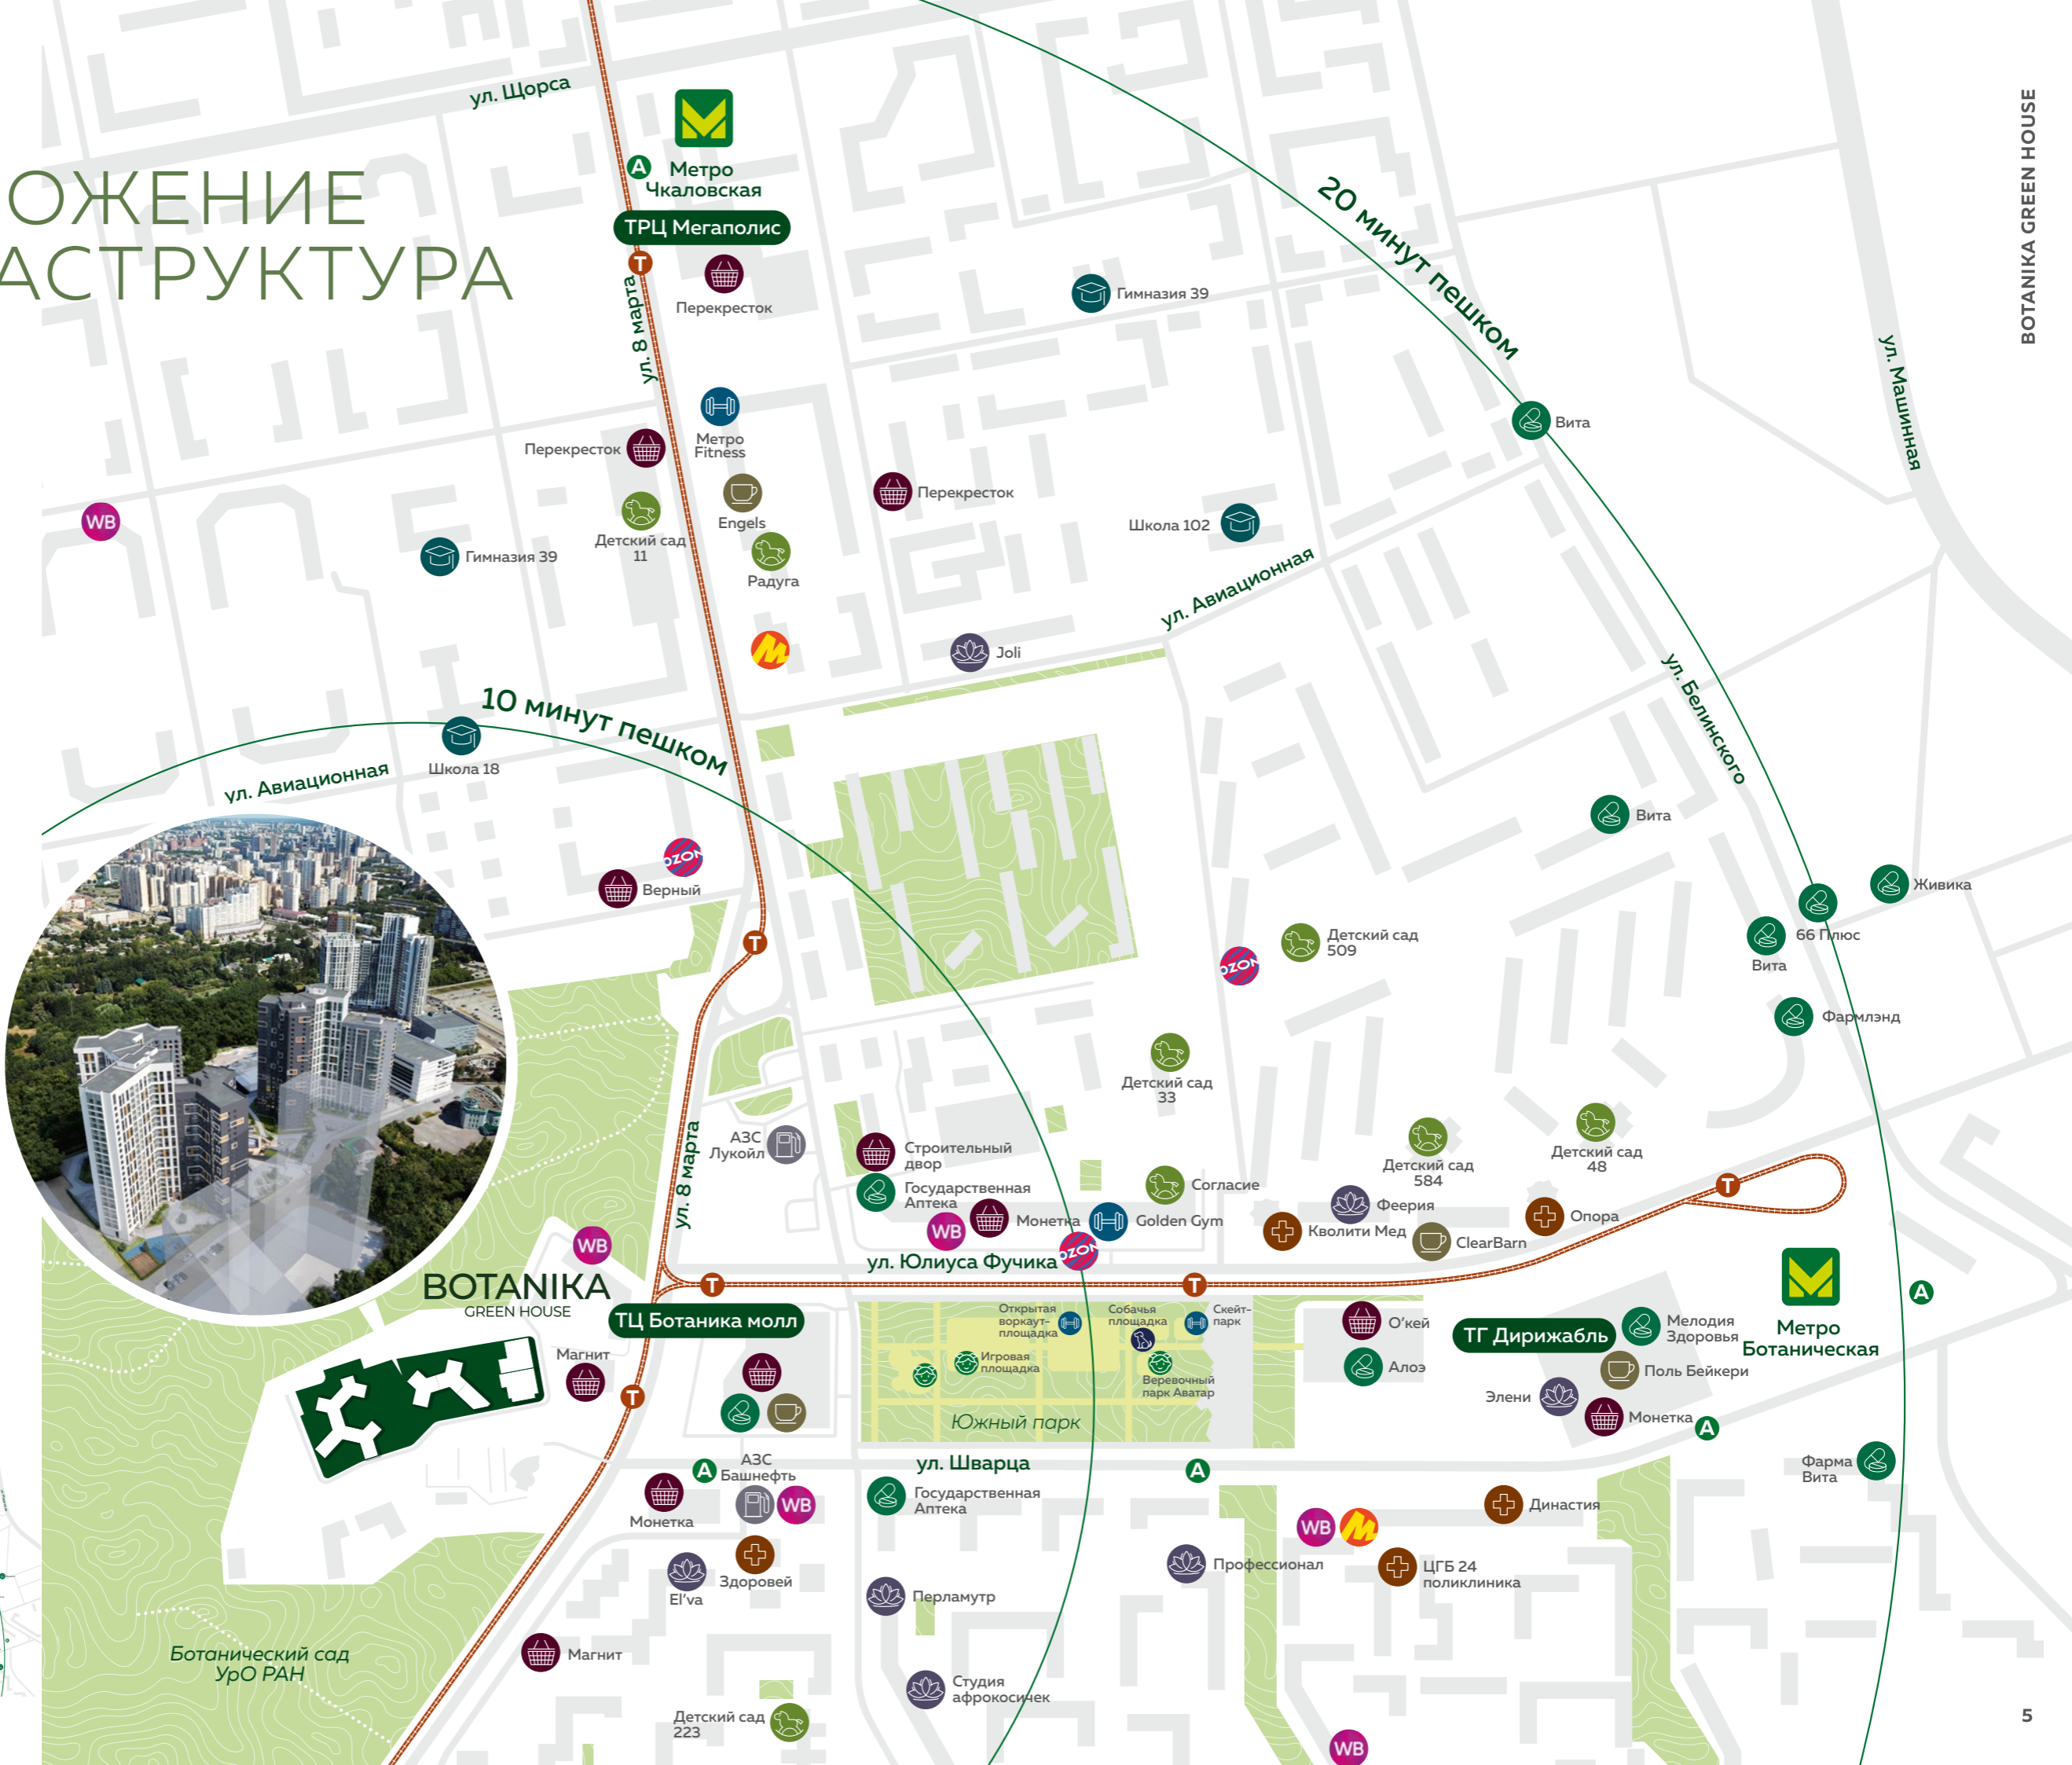 ОЖЕНИЕ
АСТРУКТУРА
BOTANIKA GREEN HOUSE
ул. Щорса
А
Метро
Чкаловская
ТРЦ Мегаполис
Т
Перекресток
ул. 8 марта
Гимназия 39
20 минут пешком
ул. Машинная
Вита
Метро
Fitness
Перекресток
Engels
Перекресток
WB
Гимназия 39
Детский сад
11
Радуга
Школа 102
ул. Авиационная
Joli
ул. Белинского
10 минут пешком
Школа 18
ул. Авиационная
Вита
OZON
Верный
Т
Живика
66 Плюс
Вита
Детский сад
509
OZON
Фармлэнд
Детский сад
33
ул. 8 марта
АЗС
Лукойл
Строительный
двор
Государственная
Аптека
WB
Монетка
Согласие
Golden Gym
OZON
Детский сад
584
Детский сад
48
Феерия
Кволити Мед
ClearBarn
Опора
Т
ул. Юлиуса Фучика
WB
BOTANIKA
GREEN HOUSE
Т
Т
ТЦ Ботаника молл
Магнит
Т
Открытая
воркаут-
площадка
Собачья
площадка
Скейт-
парк
Игровая
площадка
Веревочный
парк Аватар
Южный парк
О'кей
Алоэ
ТГ Дирижабль
Мелодия
Здоровья
Поль Бейкери
Элени
Монетка
А
Метро
Ботаническая
А
ул. Шварца
А
А
АЗС
Башнефть
WB
Монетка
Государственная
Аптека
Фарма
Вита
Династия
WB
Здоровей
El'va
Перламутр
Профессионал
ЦГБ 24
поликлиника
Ботанический сад
УрО РАН
Магнит
Студия
афрокосичек
Детский сад
223
WB
5